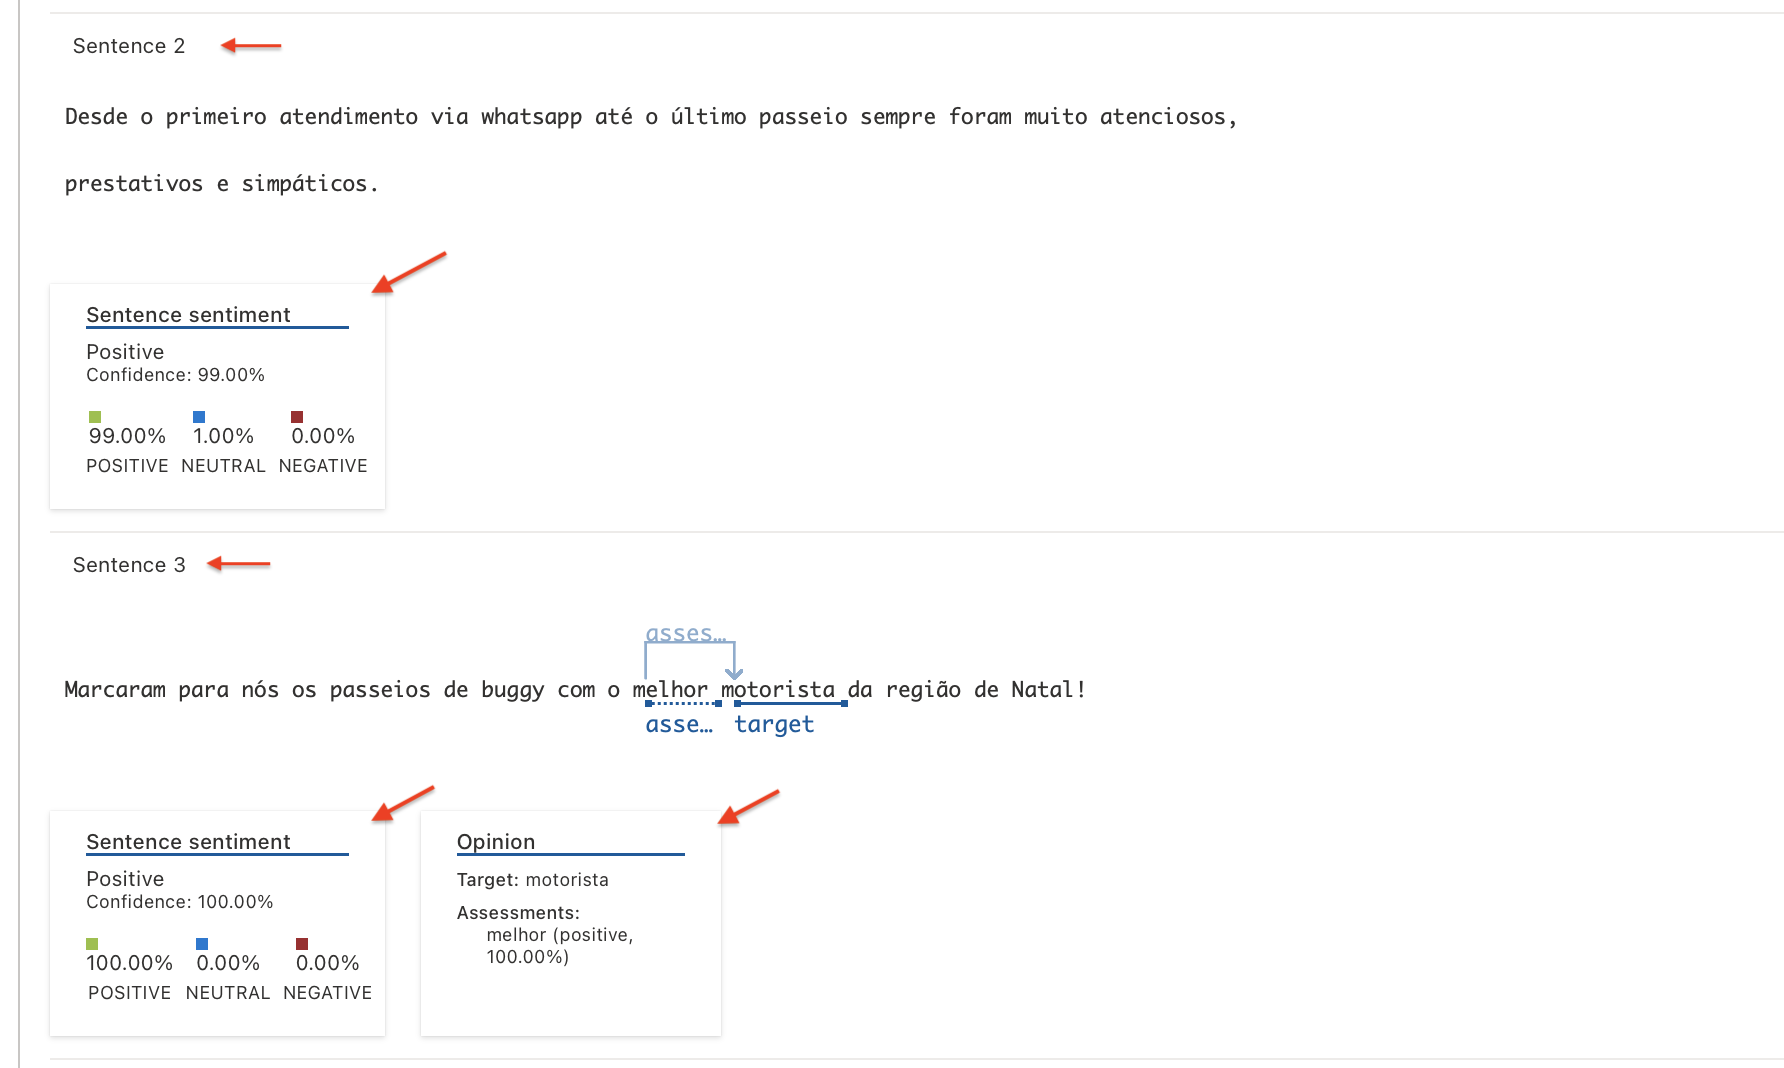 Sentence 2
Desde o primeiro atendimento via whatsapp até o último passeio sempre foram muito atenciosos,
prestativos e simpáticos.
Sentence sentiment
Positive
Confidence: 99.00%
99.00% 1.00% 0.00%
POSITIVE NEUTRAL NEGATIVE
Sentence 3
asses…
Marcaram para nós os passeios de buggy com o melhor motorista da região de Natal!
asse… target
Sentence sentiment
Positive
Confidence: 100.00%
100.00% 0.00% 0.00%
POSITIVE NEUTRAL NEGATIVE
Opinion
Target: motorista
Assessments:
melhor (positive,
100.00%)